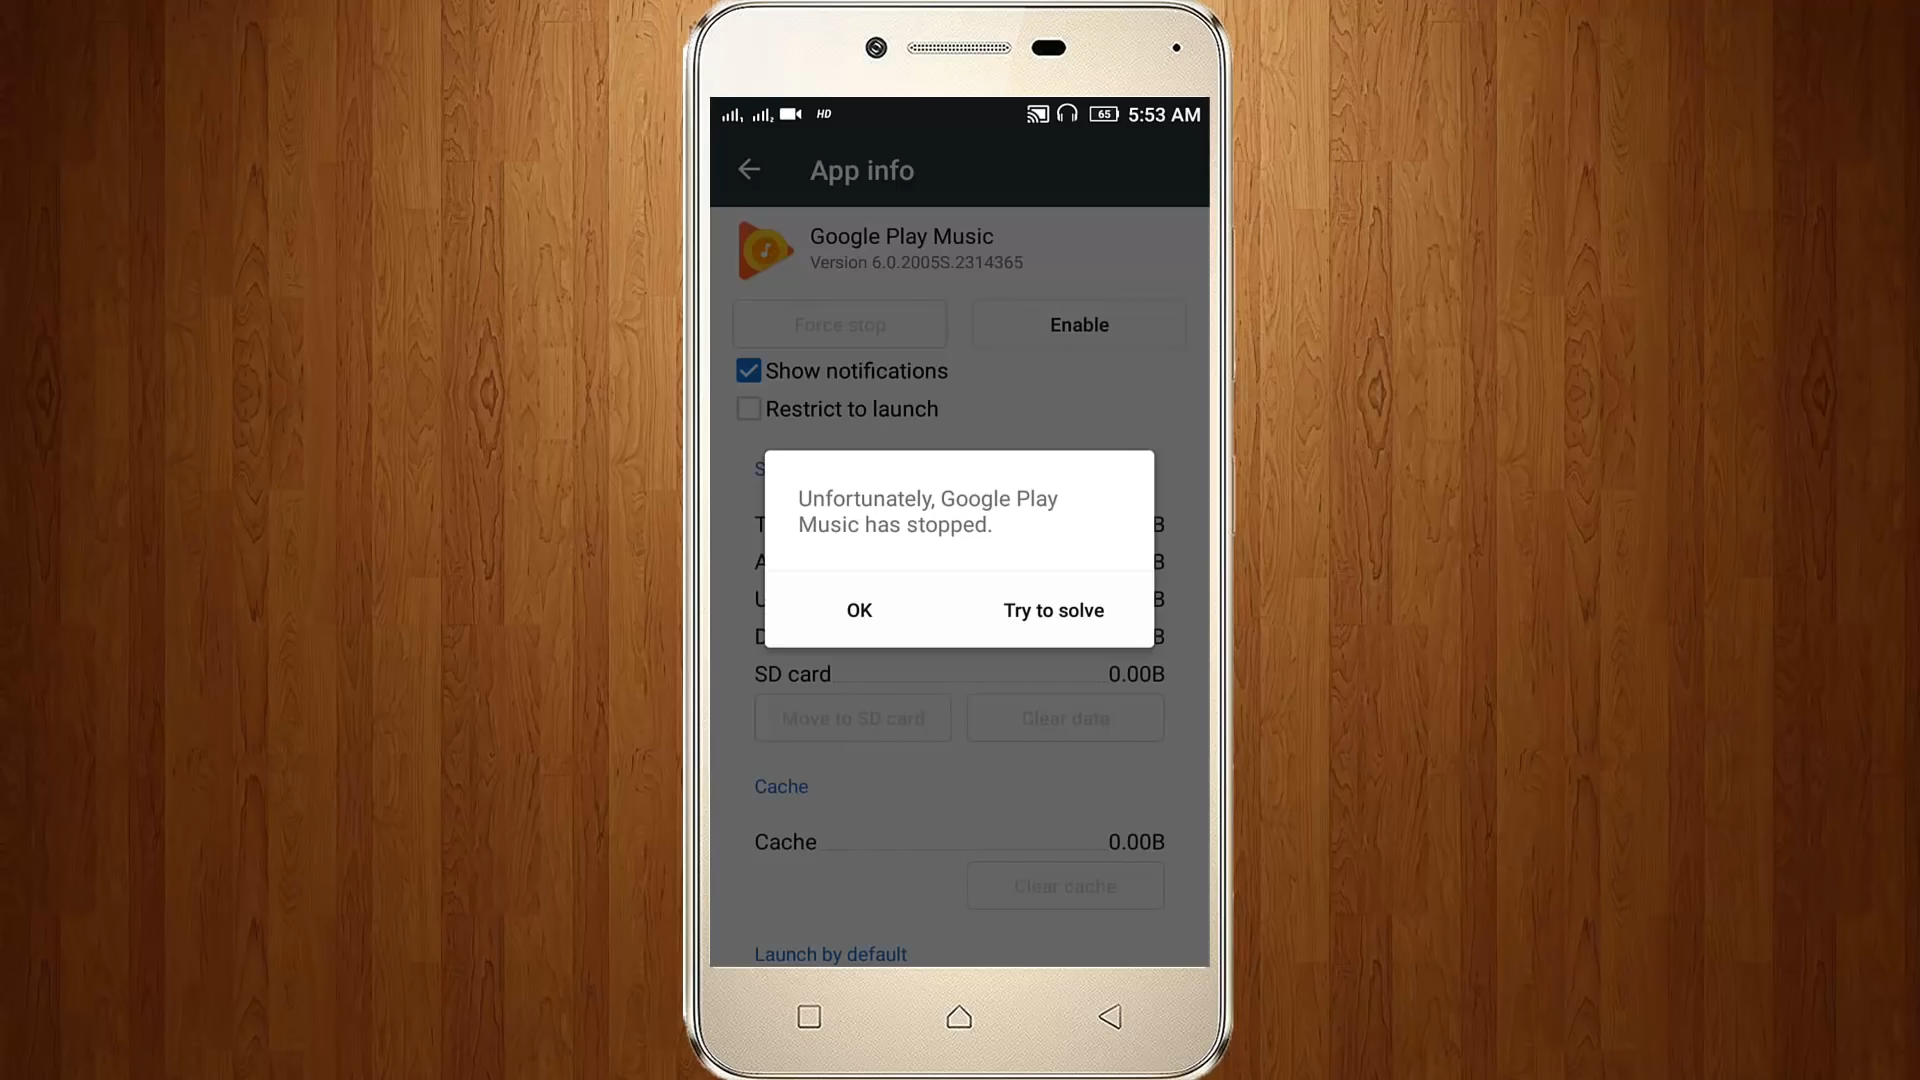 HD 65 5:53 AM
App info
Google Play Music
Version 6.0.2005S.2314365
Force stop Enable
Show notifications
Restrict to launch
Unfortunately, Google Play
Music has stopped.
OK Try to solve
SD card 0.00B
Move to SD card Clear data
Cache
Cache 0.00B
Clear cache
Launch by default